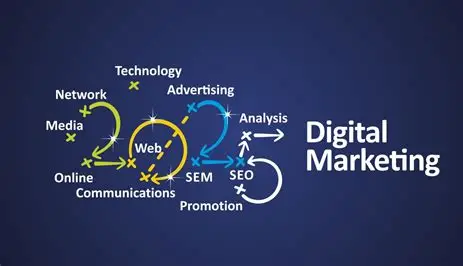 Technology
Network
Advertising
Media
Analysis
Web
Online
Communications
SEM
SEO
Promotion
Digital
Marketing